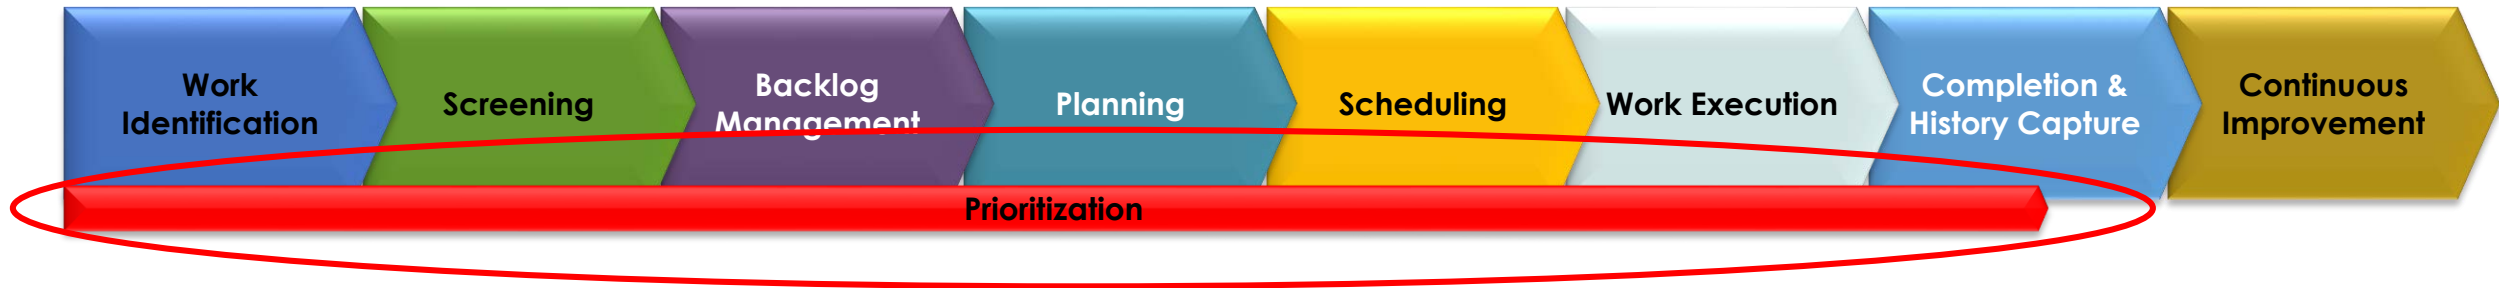 Work
Identification
Screening
Backlog
Management
Planning
Scheduling
Work Execution
Completion &
History Capture
Continuous
Improvement
Prioritization